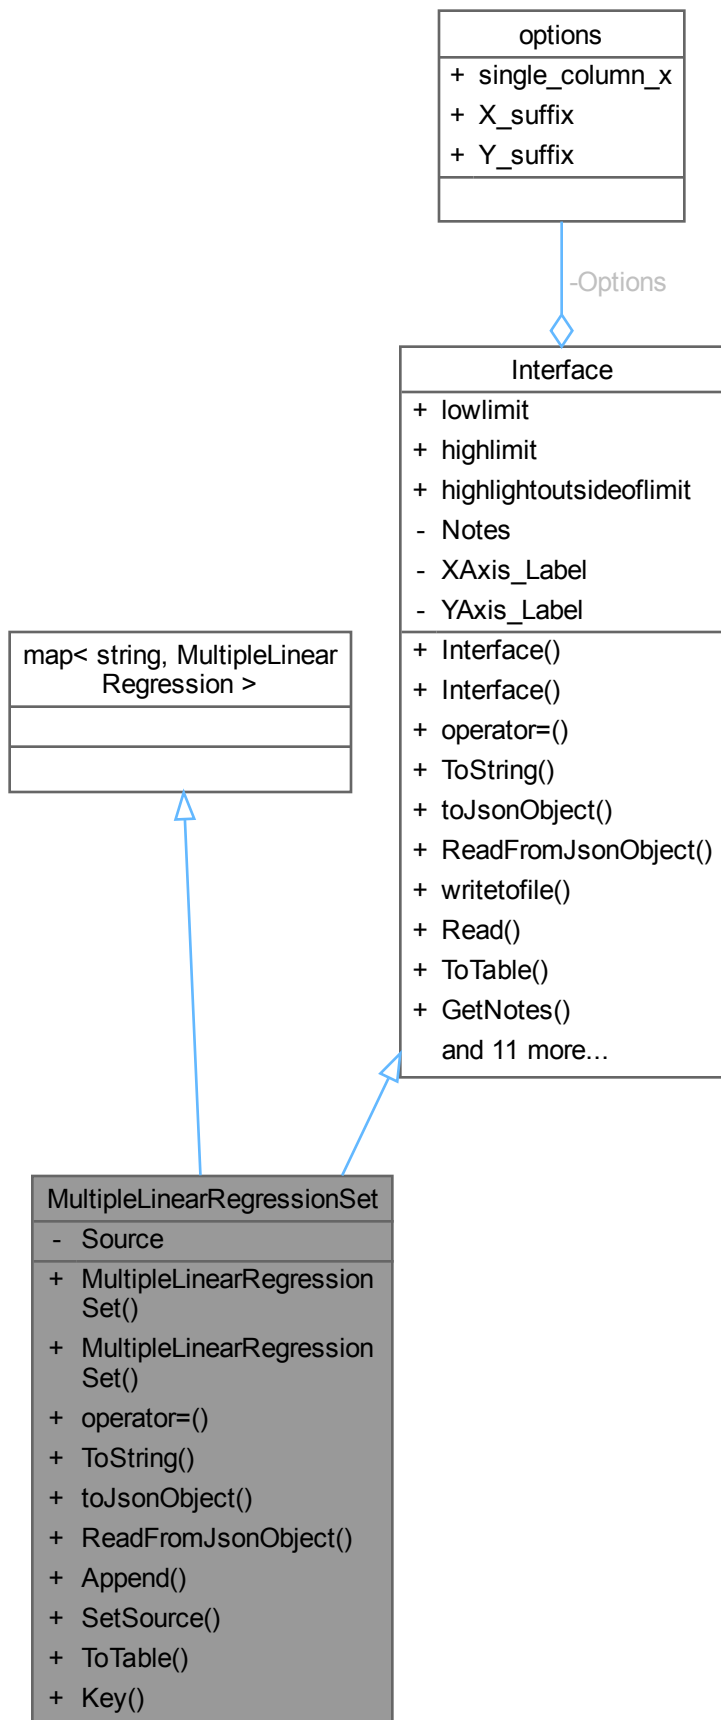 options
+ single_column_x
+ X_suffix
+ Y_suffix
-Options
Interface
+ lowlimit
+ highlimit
+ highlightoutsideoflimit
- Notes
- XAxis_Label
- YAxis_Label
+ Interface()
+ Interface()
+ operator=()
+ ToString()
+ toJsonObject()
+ ReadFromJsonObject()
+ writetofile()
+ Read()
+ ToTable()
+ GetNotes()
and 11 more...
map< string, MultipleLinear
Regression >
MultipleLinearRegressionSet
- Source
+ MultipleLinearRegression
Set()
+ MultipleLinearRegression
Set()
+ operator=()
+ ToString()
+ toJsonObject()
+ ReadFromJsonObject()
+ Append()
+ SetSource()
+ ToTable()
+ Key()